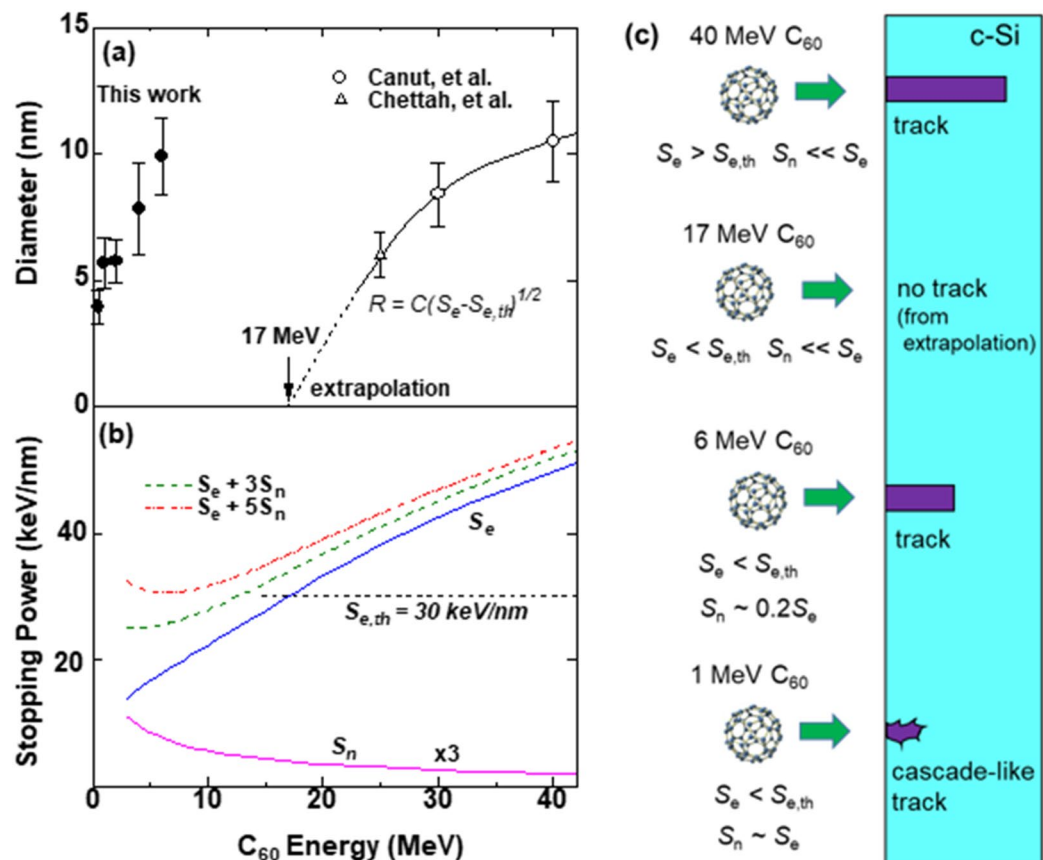 (a)
15
10
5
0
Diameter (nm)
This work
Canut, et al.
Chettah, et al.
R = C(Se-Se,th)1/2
17 MeV
extrapolation
(b)
40
20
Stopping Power (keV/nm)
Se + 3Sn
Se + 5Sn
Se
Se,th = 30 keV/nm
Sn x3
0 10 20 30 40
C60 Energy (MeV)
(c)
c-Si
40 MeV C60
track
Se > Se,th Sn << Se
17 MeV C60
no track
(from
extrapolation)
Se < Se,th Sn << Se
6 MeV C60
track
Se < Se,th
Sn ~ 0.2Se
1 MeV C60
cascade-like
track
Se < Se,th
Sn ~ Se